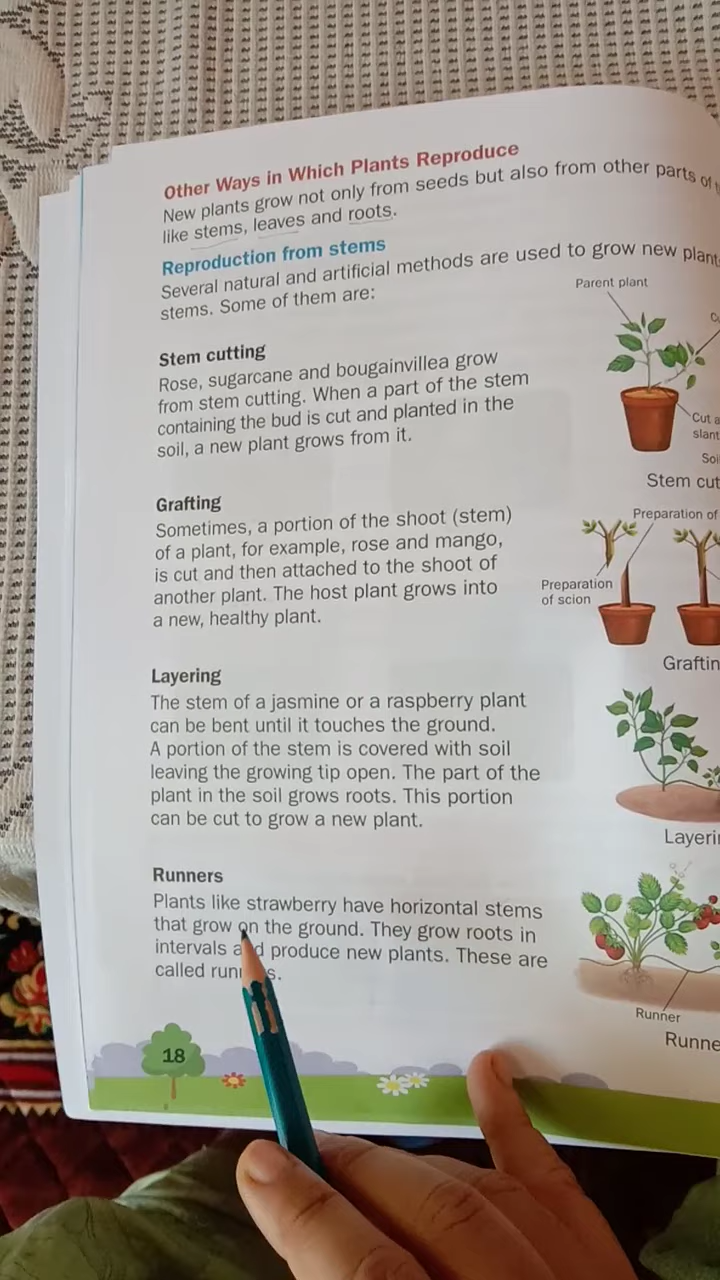 Other Ways in Which Plants Reproduce
New plants grow not only from seeds but also from other parts of
like stems, leaves and roots.
Reproduction from stems
Several natural and artificial methods are used to grow new plant
stems. Some of them are:
Parent plant
Stem cutting
Rose, sugarcane and bougainvillea grow
from stem cutting. When a part of the stem
containing the bud is cut and planted in the
soil, a new plant grows from it.
Cut a
slant
Soi
Stem cut
Grafting
Sometimes, a portion of the shoot (stem)
of a plant, for example, rose and mango,
is cut and then attached to the shoot of
another plant. The host plant grows into
a new, healthy plant.
Preparation of
Preparation
of scion
Graftin
Layering
The stem of a jasmine or a raspberry plant
can be bent until it touches the ground.
A portion of the stem is covered with soil
leaving the growing tip open. The part of the
plant in the soil grows roots. This portion
can be cut to grow a new plant.
Layeri
Runners
Plants like strawberry have horizontal stems
that grow on the ground. They grow roots in
intervals and produce new plants. These are
called runners.
Runner
Runne
18